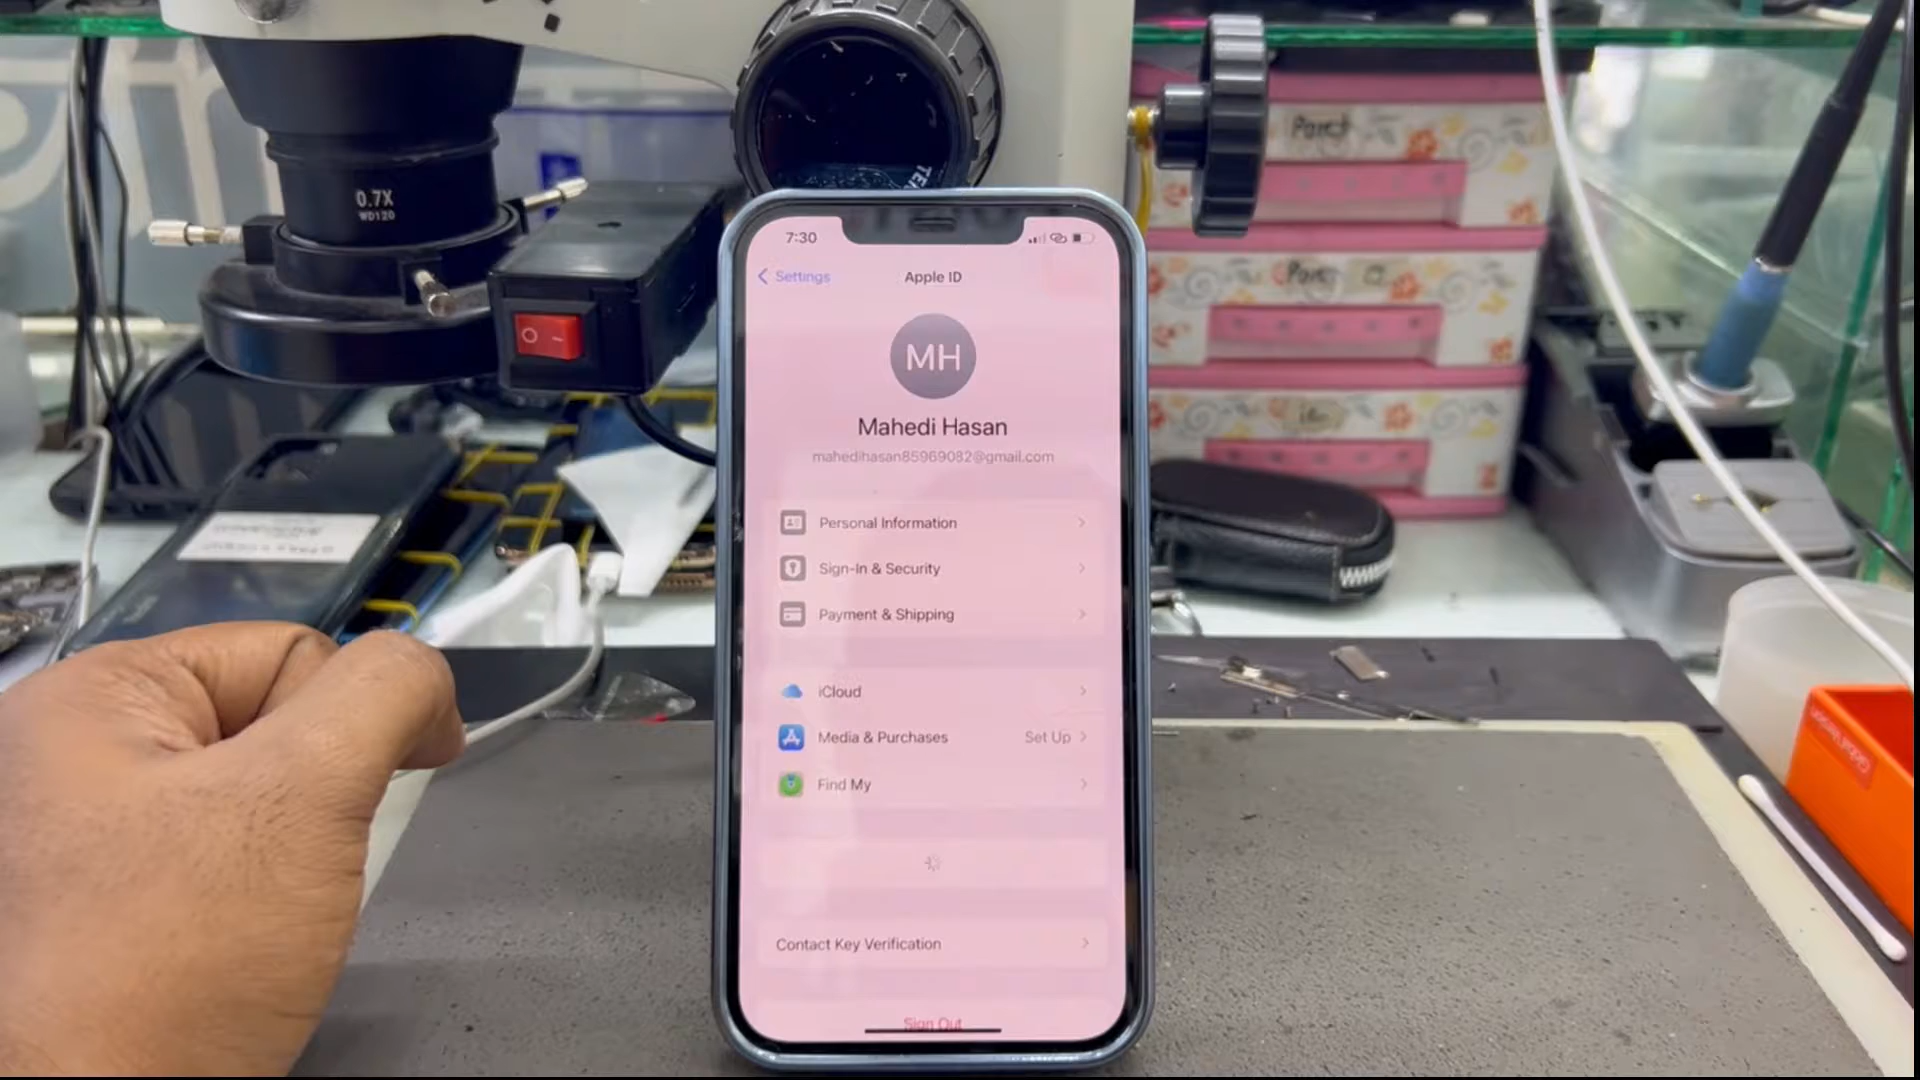 0.7X
WD120
7:30
Settings
Apple ID
MH
Mahedi Hasan
mahedihasan85969082@gmail.com
Personal Information
Sign-In & Security
Payment & Shipping
iCloud
Media & Purchases
Set Up
Find My
Contact Key Verification
Sign Out